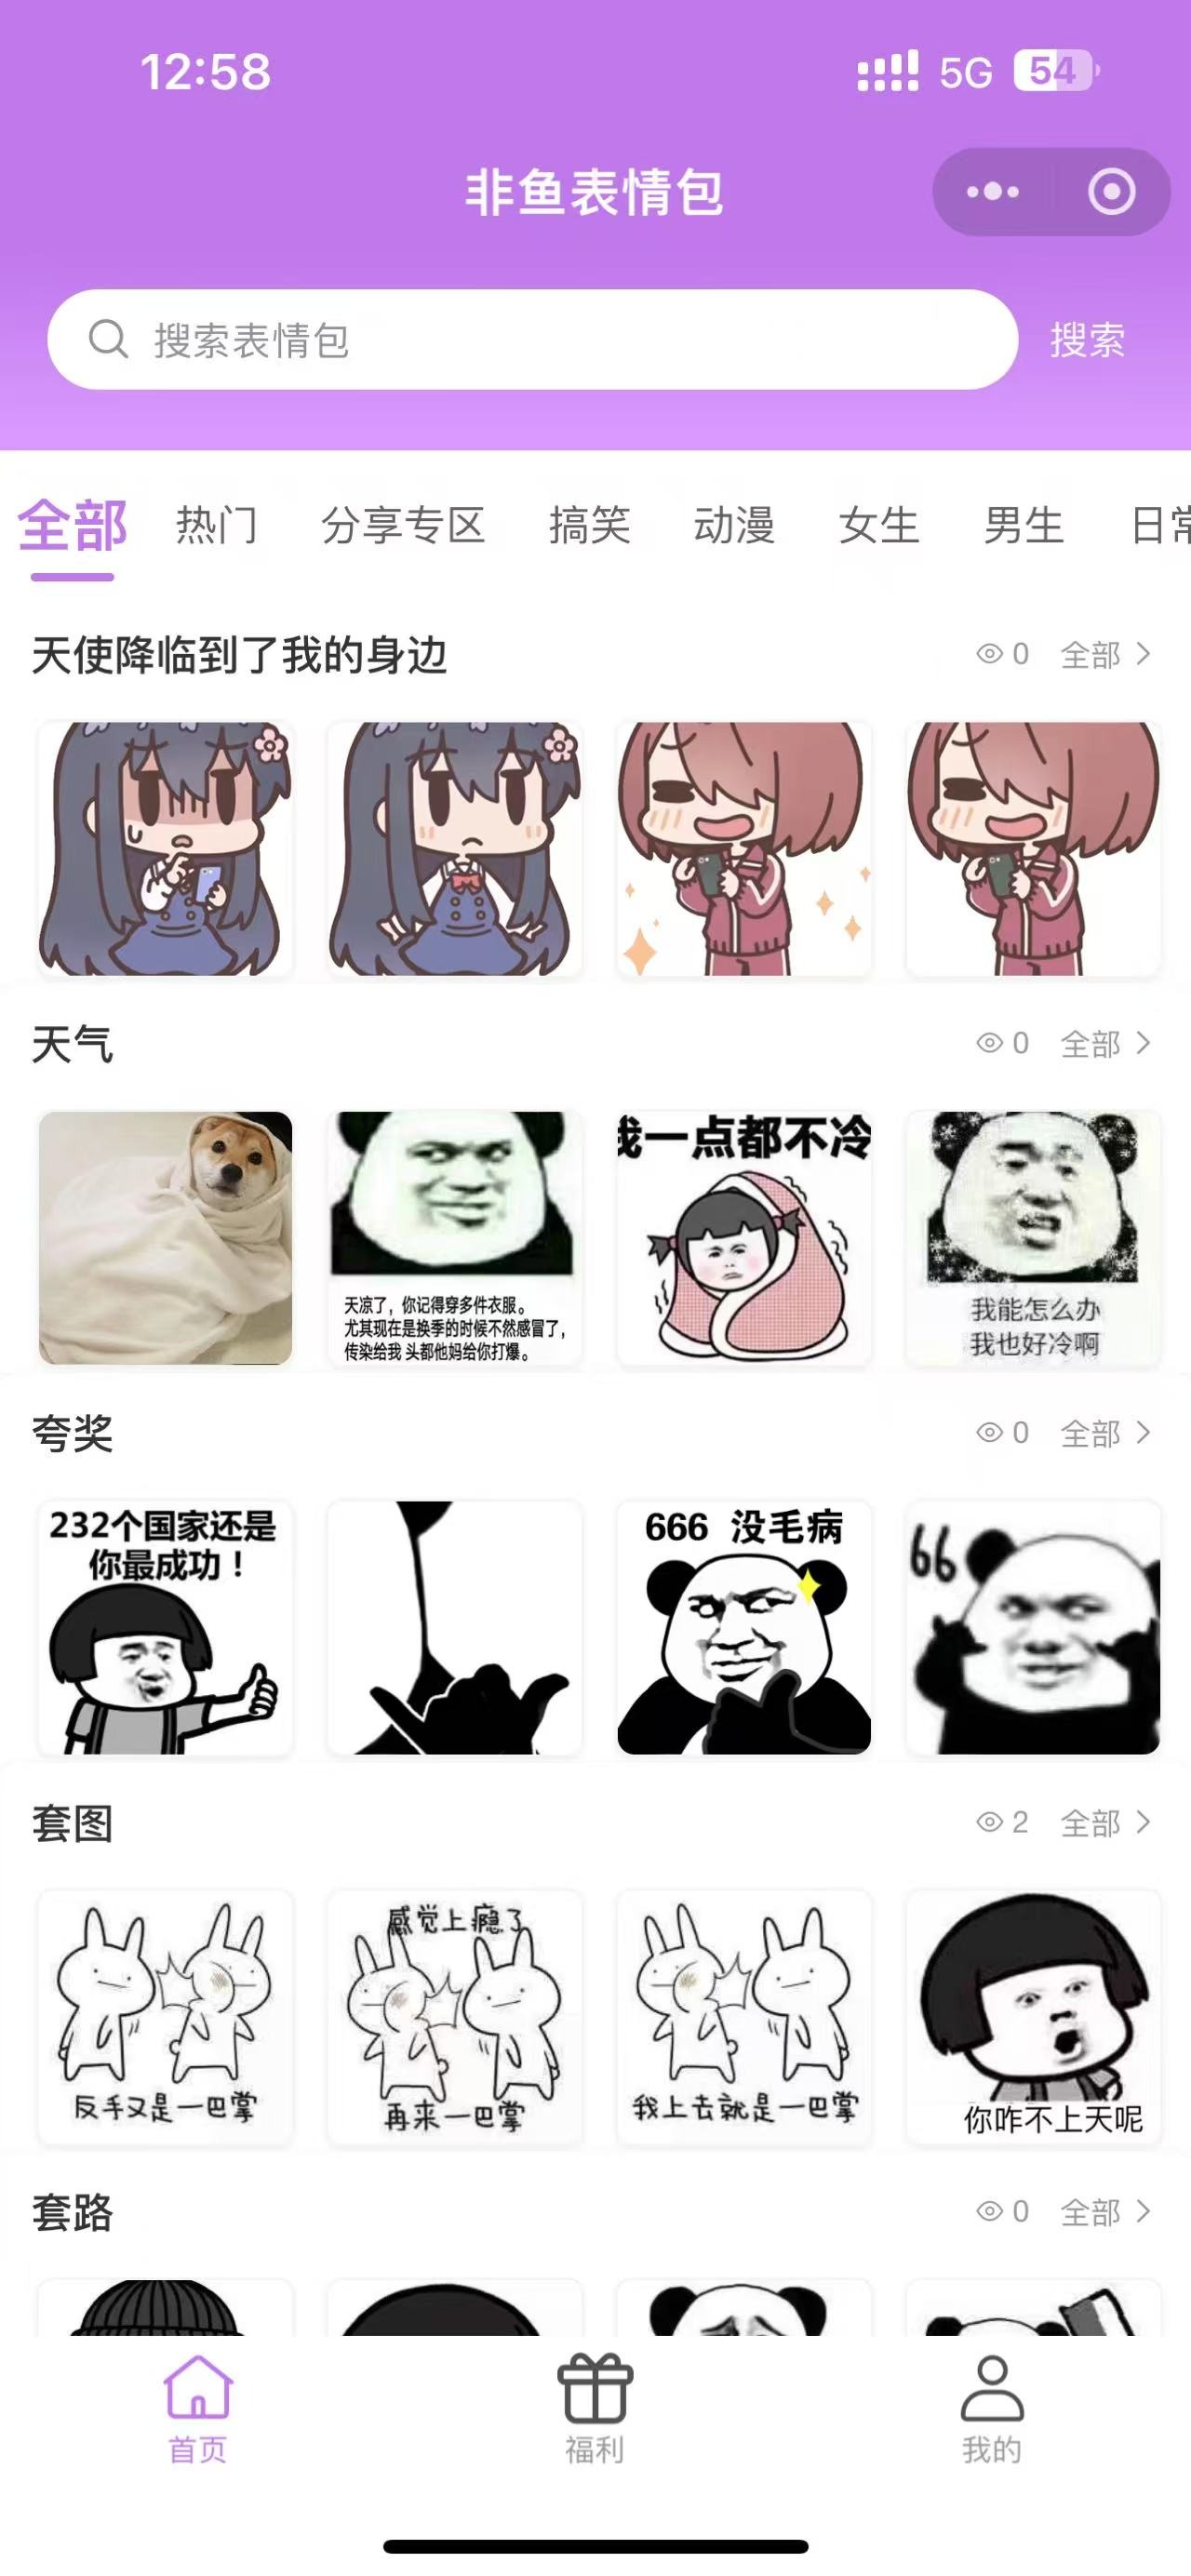 12:58
5G 54
非鱼表情包
搜索表情包
搜索
全部 热门 分享专区 搞笑 动漫 女生 男生 日常
天使降临到了我的身边
0 全部
天气
0 全部
天凉了，你记得穿多件衣服。
尤其现在是换季的时候不然感冒了，
传染给我 头都他妈给你打爆。
我一点都不冷
我能怎么办
我也好冷啊
夸奖
0 全部
232个国家还是
你最成功！
666 没毛病
66
套图
2 全部
反手又是一巴掌
感觉上瘾了
再来一巴掌
我上去就是一巴掌
你咋不上天呢
套路
0 全部
首页
福利
我的